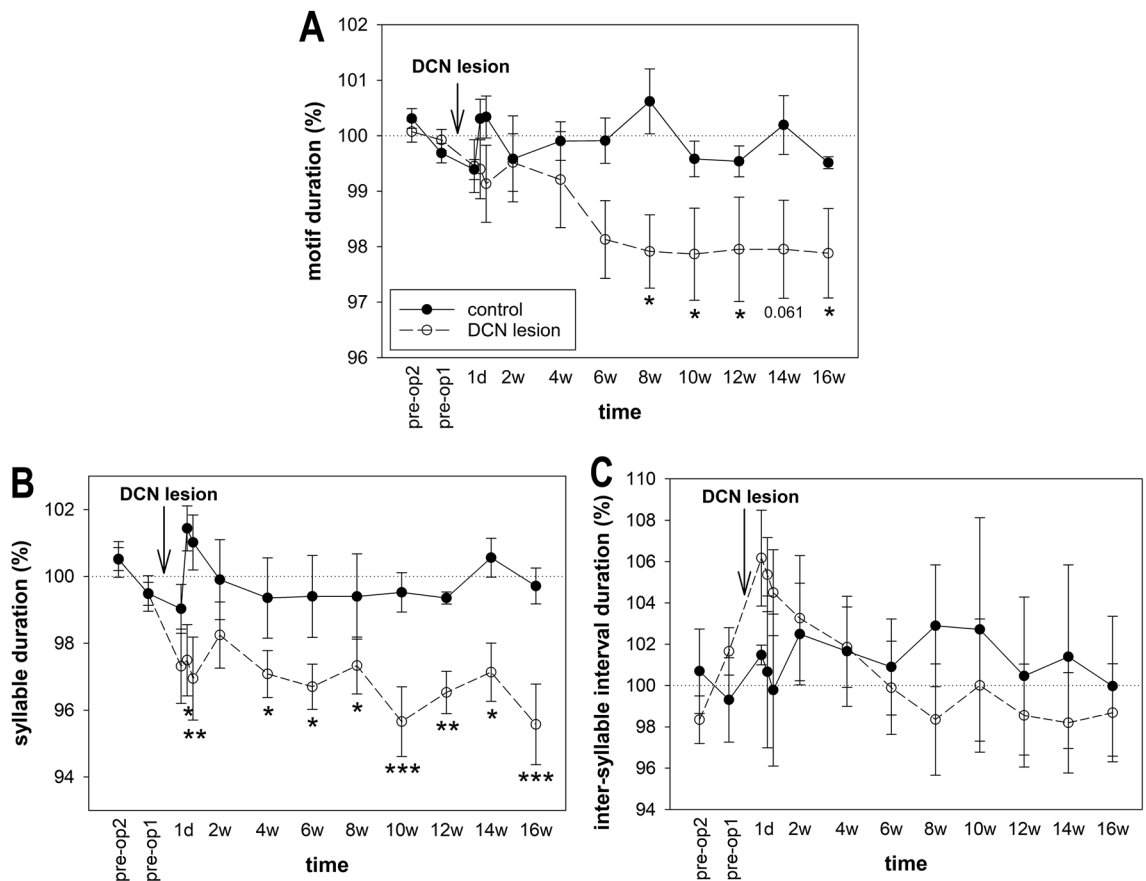 A
motif duration (%)
102
101
100
99
98
97
96
DCN lesion
control
DCN lesion
* * * 0.061 *
pre-op2 pre-op1 1d 2w 4w 6w 8w 10w 12w 14w 16w
time
B
syllable duration (%)
102
100
98
96
94
DCN lesion
* ** * * * *** ** * ***
pre-op2 pre-op1 1d 2w 4w 6w 8w 10w 12w 14w 16w
time
C
inter-syllable interval duration (%)
110
108
106
104
102
100
98
96
94
DCN lesion
pre-op2 pre-op1 1d 2w 4w 6w 8w 10w 12w 14w 16w
time